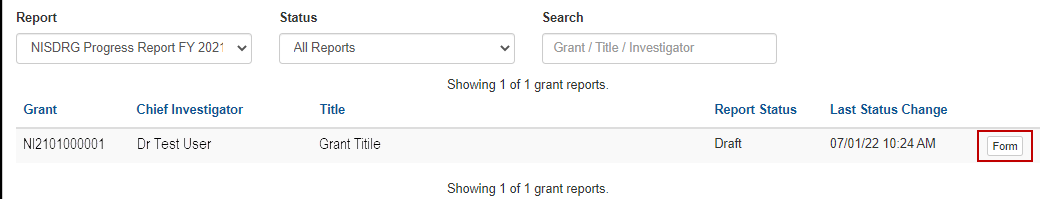 Report Status Search
NISDRG Progress Report FY 2021 All Reports Grant / Title / Investigator
Showing 1 of 1 grant reports.
Grant Chief Investigator Title Report Status Last Status Change
NI2101000001 Dr Test User Grant Titile Draft 07/01/22 10:24 AM Form
Showing 1 of 1 grant reports.